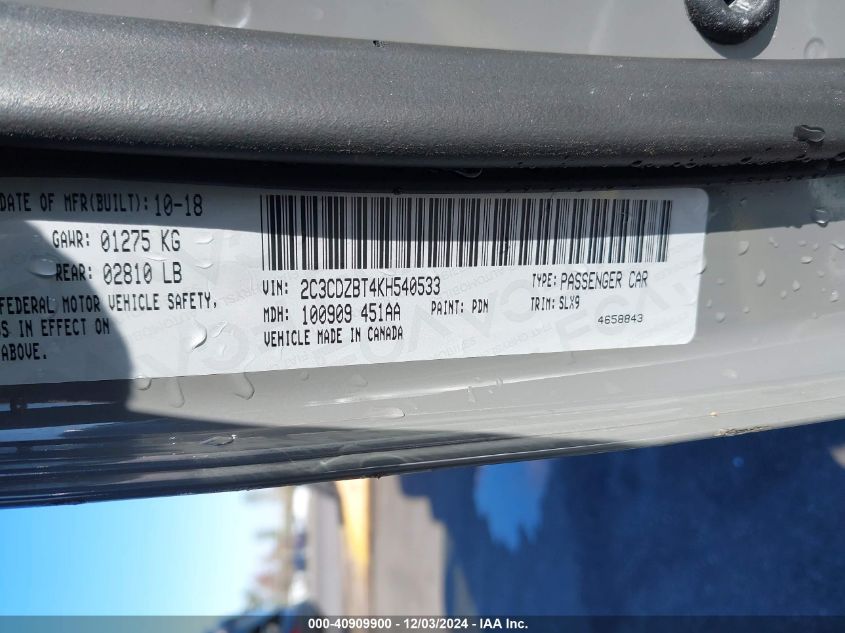 DATE OF MFR(BUILT): 10-18
GAWR: 01275 KG
REAR: 02810 LB
FEDERAL MOTOR VEHICLE SAFETY,
S IN EFFECT ON
ABOVE.
VIN: 2C3CDZBT4KH540533
TYPE: PASSENGER CAR
MDH: 100909 451AA
PAINT: PDN
TRIM: SLX9
VEHICLE MADE IN CANADA
4658843
000-40909900 - 12/03/2024 - IAA Inc.